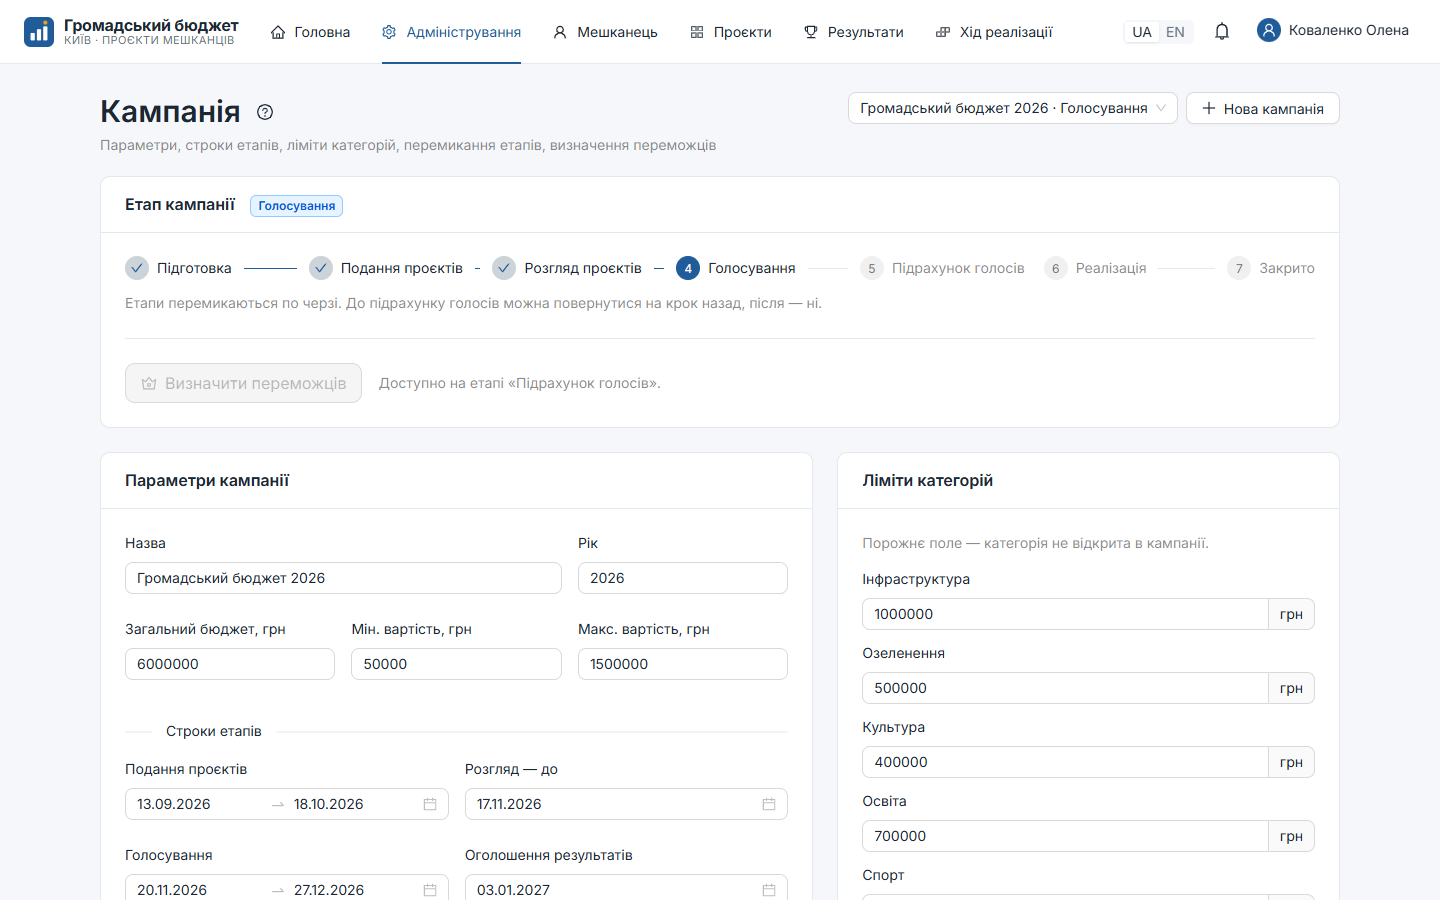 Громадський бюджет
КИЇВ · ПРОЄКТИ МЕШКАНЦІВ
Головна
Адміністрування
Мешканець
Проєкти
Результати
Хід реалізації
UA EN
Коваленко Олена
Кампанія
Громадський бюджет 2026 · Голосування
Нова кампанія
Параметри, строки етапів, ліміти категорій, перемикання етапів, визначення переможців
Етап кампанії
Голосування
Підготовка
Подання проєктів
Розгляд проєктів
4 Голосування
5 Підрахунок голосів
6 Реалізація
7 Закрито
Етапи перемикаються по черзі. До підрахунку голосів можна повернутися на крок назад, після — ні.
Визначити переможців
Доступно на етапі «Підрахунок голосів».
Параметри кампанії
Назва
Рік
Громадський бюджет 2026
2026
Загальний бюджет, грн
Мін. вартість, грн
Макс. вартість, грн
6000000
50000
1500000
Строки етапів
Подання проєктів
Розгляд — до
13.09.2026
18.10.2026
17.11.2026
Голосування
Оголошення результатів
20.11.2026
27.12.2026
03.01.2027
Ліміти категорій
Порожнє поле — категорія не відкрита в кампанії.
Інфраструктура
1000000 грн
Озеленення
500000 грн
Культура
400000 грн
Освіта
700000 грн
Спорт